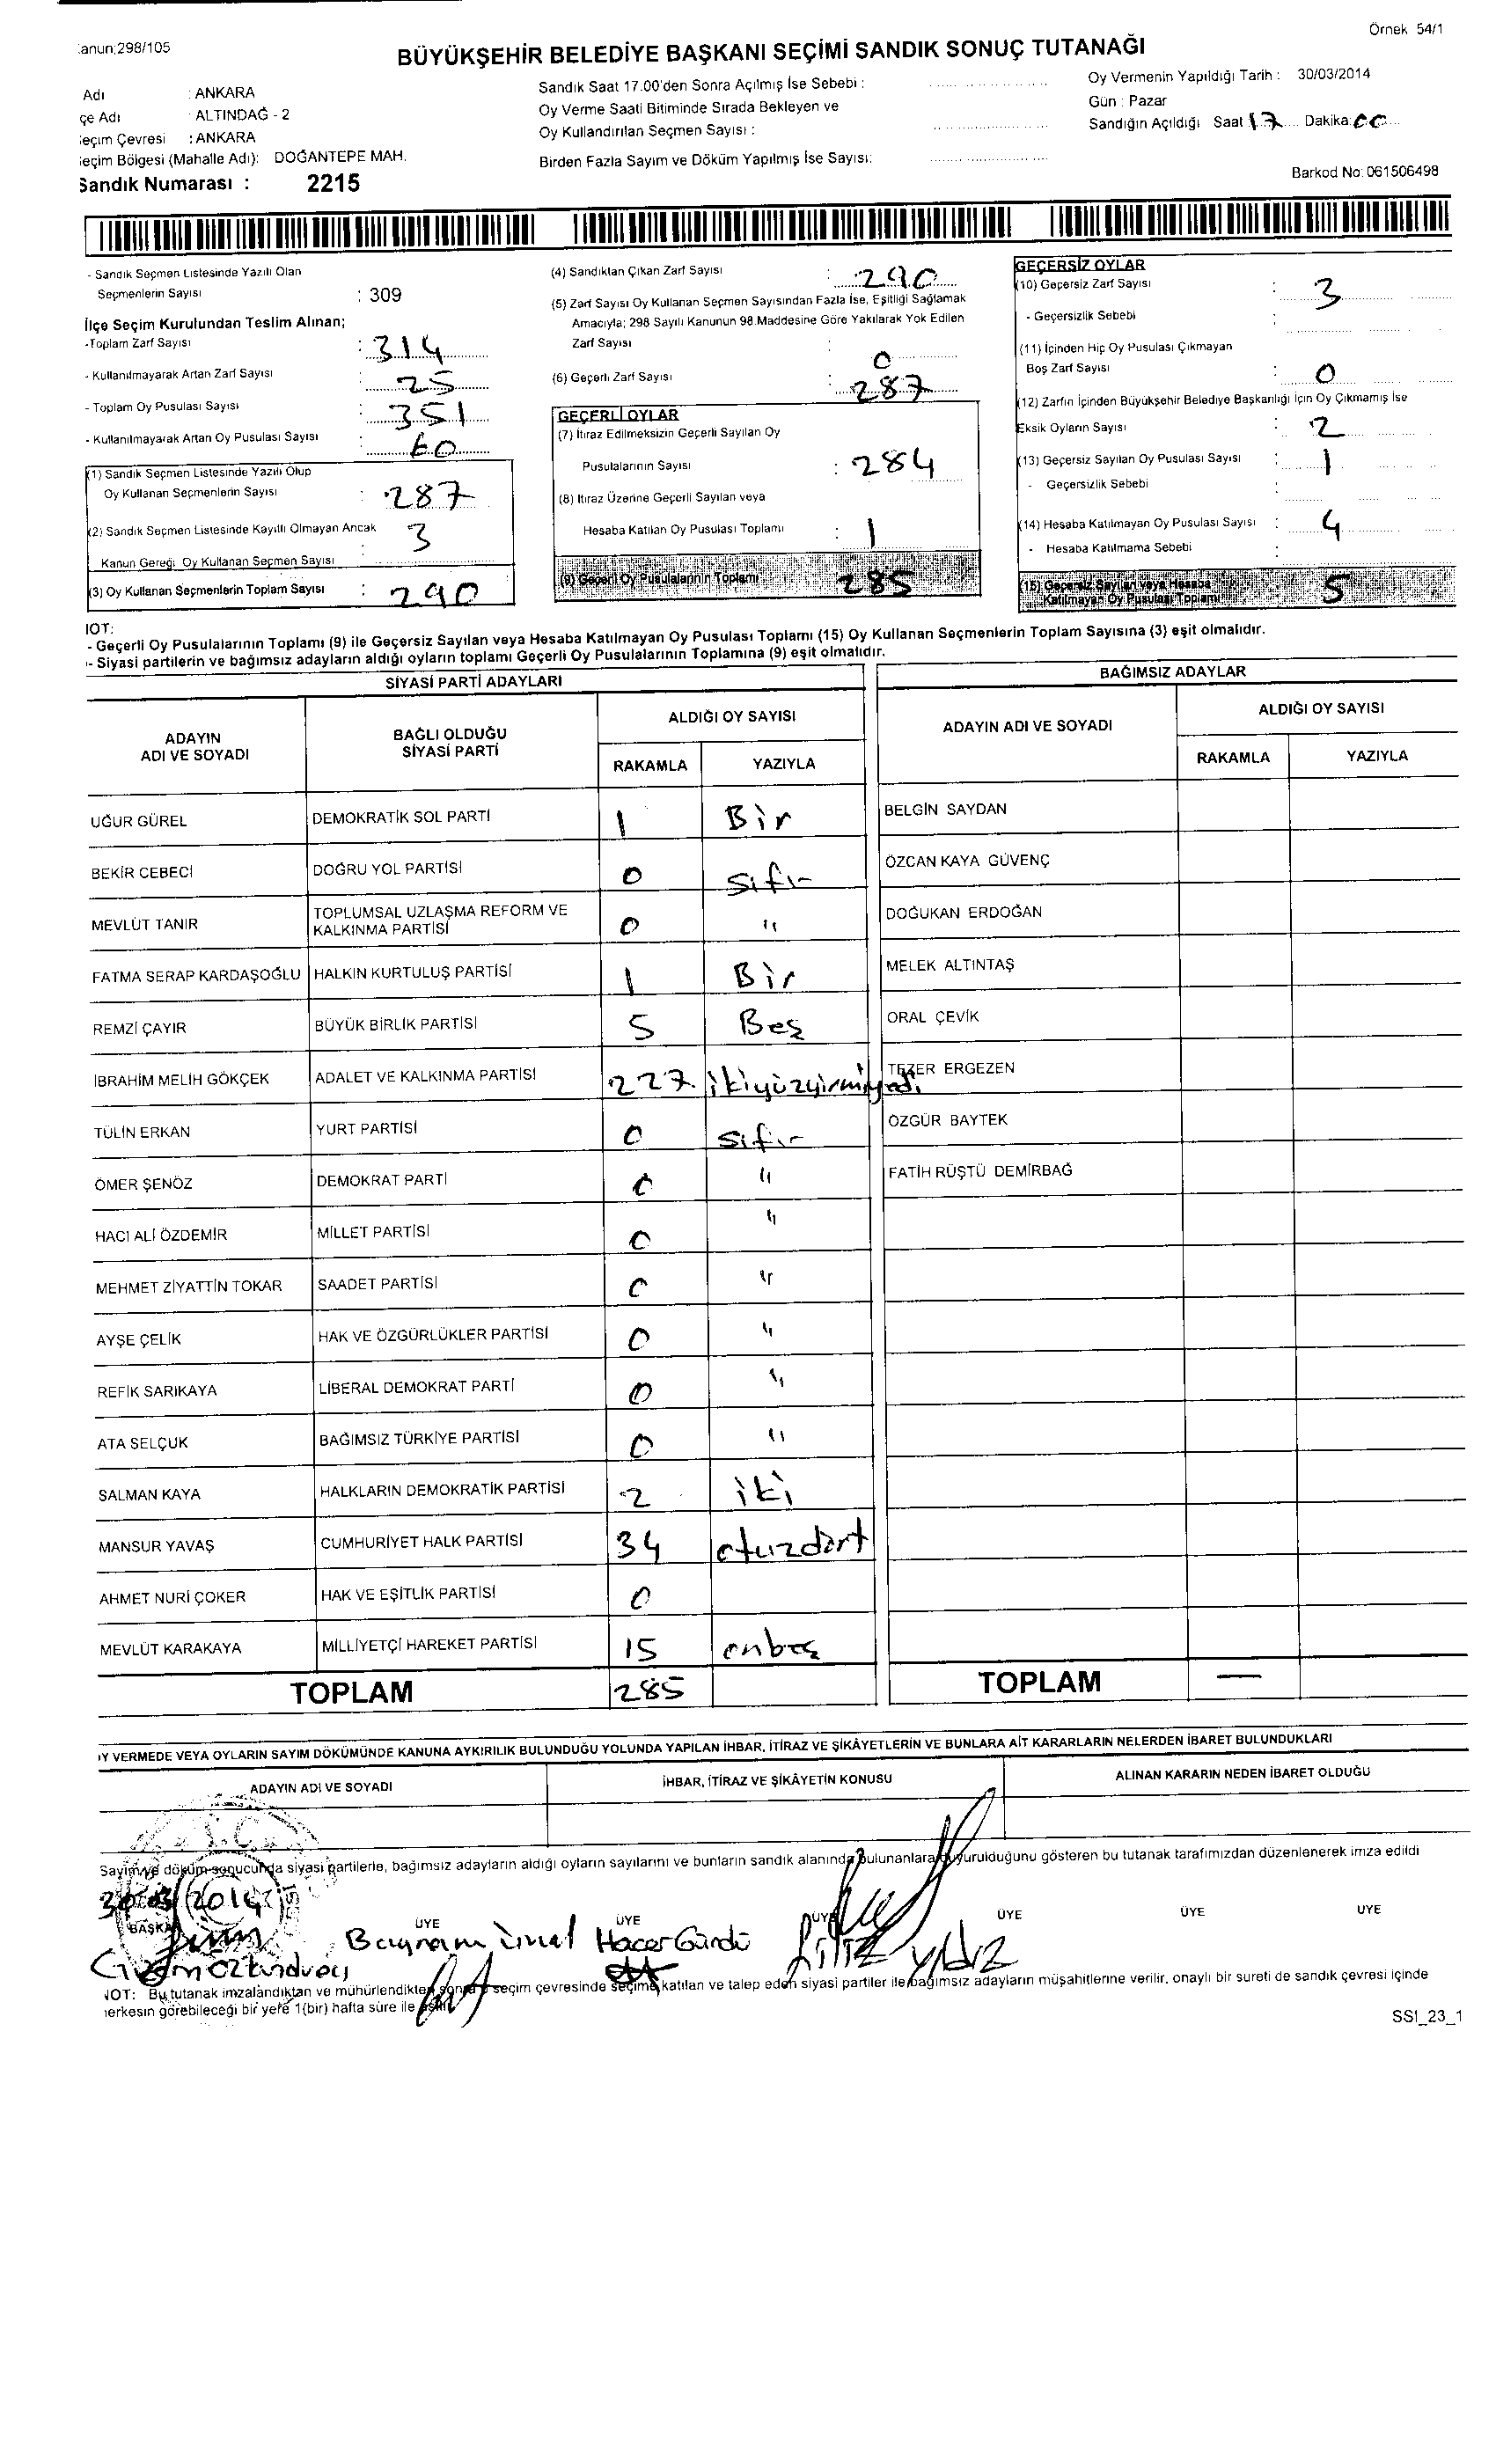 Örnek 54/1
anun;298/105
BÜYÜKŞEHİR BELEDİYE BAŞKANI SEÇİMİ SANDIK SONUÇ TUTANAĞI
Adı : ANKARA
çe Adı : ALTINDAĞ - 2
eçim Çevresi : ANKARA
eçim Bölgesi (Mahalle Adı): DOĞANTEPE MAH.
Sandık Numarası : 2215
Sandık Saat 17.00'den Sonra Açılmış İse Sebebi :
Oy Verme Saati Bitiminde Sırada Bekleyen ve
Oy Kullandırılan Seçmen Sayısı :
Birden Fazla Sayım ve Döküm Yapılmış İse Sayısı:
Oy Vermenin Yapıldığı Tarih : 30/03/2014
Gün : Pazar
Sandığın Açıldığı Saat 17 Dakika: 00
Barkod No: 061506498
- Sandık Seçmen Listesinde Yazılı Olan
Seçmenlerin Sayısı : 309
İlçe Seçim Kurulundan Teslim Alınan;
-Toplam Zarf Sayısı : 314
- Kullanılmayarak Artan Zarf Sayısı : 25
- Toplam Oy Pusulası Sayısı : 351
- Kullanılmayarak Artan Oy Pusulası Sayısı : 60
(1) Sandık Seçmen Listesinde Yazılı Olup
Oy Kullanan Seçmenlerin Sayısı : 287
(2) Sandık Seçmen Listesinde Kayıtlı Olmayan Ancak
Kanun Gereği Oy Kullanan Seçmen Sayısı : 3
(3) Oy Kullanan Seçmenlerin Toplam Sayısı : 290
(4) Sandıktan Çıkan Zarf Sayısı : 290
(5) Zarf Sayısı Oy Kullanan Seçmen Sayısından Fazla İse, Eşitliği Sağlamak
Amacıyla; 298 Sayılı Kanunun 98.Maddesine Göre Yakılarak Yok Edilen
Zarf Sayısı : 0
(6) Geçerli Zarf Sayısı : 287
GEÇERLİ OYLAR
(7) İtiraz Edilmeksizin Geçerli Sayılan Oy
Pusulalarının Sayısı : 284
(8) İtiraz Üzerine Geçerli Sayılan veya
Hesaba Katılan Oy Pusulası Toplamı : 1
(9) Geçerli Oy Pusulalarının Toplamı 285
GEÇERSİZ OYLAR
(10) Geçersiz Zarf Sayısı : 3
- Geçersizlik Sebebi :
(11) İçinden Hiç Oy Pusulası Çıkmayan
Boş Zarf Sayısı : 0
(12) Zarfın İçinden Büyükşehir Belediye Başkanlığı İçin Oy Çıkmamış İse
Eksik Oyların Sayısı : 2
(13) Geçersiz Sayılan Oy Pusulası Sayısı : 1
- Geçersizlik Sebebi :
(14) Hesaba Katılmayan Oy Pusulası Sayısı : 4
- Hesaba Katılmama Sebebi :
(15) Geçersiz Sayılan veya Hesaba
Katılmayan Oy Pusulası Toplamı 5
IOT:
- Geçerli Oy Pusulalarının Toplamı (9) ile Geçersiz Sayılan veya Hesaba Katılmayan Oy Pusulası Toplamı (15) Oy Kullanan Seçmenlerin Toplam Sayısına (3) eşit olmalıdır.
- Siyasi partilerin ve bağımsız adayların aldığı oyların toplamı Geçerli Oy Pusulalarının Toplamına (9) eşit olmalıdır.
SİYASİ PARTİ ADAYLARI
ADAYIN ADI VE SOYADI BAĞLI OLDUĞU SİYASİ PARTİ ALDIĞI OY SAYISI
RAKAMLA YAZIYLA
UĞUR GÜREL DEMOKRATİK SOL PARTİ 1 Bir
BEKİR CEBECİ DOĞRU YOL PARTİSİ 0 sıfır
MEVLÜT TANIR TOPLUMSAL UZLAŞMA REFORM VE KALKINMA PARTİSİ 0 "
FATMA SERAP KARDAŞOĞLU HALKIN KURTULUŞ PARTİSİ 1 Bir
REMZİ ÇAYIR BÜYÜK BİRLİK PARTİSİ 5 Beş
İBRAHİM MELİH GÖKÇEK ADALET VE KALKINMA PARTİSİ 227 ikiyüzyirmiyedi
TÜLİN ERKAN YURT PARTİSİ 0 sıfır
ÖMER ŞENÖZ DEMOKRAT PARTİ 0 "
HACI ALİ ÖZDEMİR MİLLET PARTİSİ 0 "
MEHMET ZİYATTİN TOKAR SAADET PARTİSİ 0 "
AYŞE ÇELİK HAK VE ÖZGÜRLÜKLER PARTİSİ 0 "
REFİK SARIKAYA LİBERAL DEMOKRAT PARTİ 0 "
ATA SELÇUK BAĞIMSIZ TÜRKİYE PARTİSİ 0 "
SALMAN KAYA HALKLARIN DEMOKRATİK PARTİSİ 2 iki
MANSUR YAVAŞ CUMHURİYET HALK PARTİSİ 34 otuzdört
AHMET NURİ ÇOKER HAK VE EŞİTLİK PARTİSİ 0
MEVLÜT KARAKAYA MİLLİYETÇİ HAREKET PARTİSİ 15 onbeş
TOPLAM 285
BAĞIMSIZ ADAYLAR
ADAYIN ADI VE SOYADI ALDIĞI OY SAYISI
RAKAMLA YAZIYLA
BELGİN SAYDAN
ÖZCAN KAYA GÜVENÇ
DOĞUKAN ERDOĞAN
MELEK ALTINTAŞ
ORAL ÇEVİK
TEZER ERGEZEN
ÖZGÜR BAYTEK
FATİH RÜŞTÜ DEMİRBAĞ
TOPLAM —
Y VERMEDE VEYA OYLARIN SAYIM DÖKÜMÜNDE KANUNA AYKIRILIK BULUNDUĞU YOLUNDA YAPILAN İHBAR, İTİRAZ VE ŞİKÂYETLERİN VE BUNLARA AİT KARARLARIN NELERDEN İBARET BULUNDUKLARI
ADAYIN ADI VE SOYADI İHBAR, İTİRAZ VE ŞİKÂYETİN KONUSU ALINAN KARARIN NEDEN İBARET OLDUĞU
Sayım ve döküm sonucunda siyasi partilerle, bağımsız adayların aldığı oyların sayılarını ve bunların sandık alanında bulunanlara duyurulduğunu gösteren bu tutanak tarafımızdan düzenlenerek imza edildi
30/03/2014
BAŞKAN ÜYE ÜYE ÜYE ÜYE ÜYE ÜYE
Bayram Ünal Hacer Gündü Filiz Yıldız
NOT: Bu tutanak imzalandıktan ve mühürlendikten sonra seçim çevresinde seçime katılan ve talep eden siyasi partiler ile bağımsız adayların müşahitlerine verilir, onaylı bir sureti de sandık çevresi içinde
herkesin görebileceği bir yere 1(bir) hafta süre ile asılır.
SSI_23_1